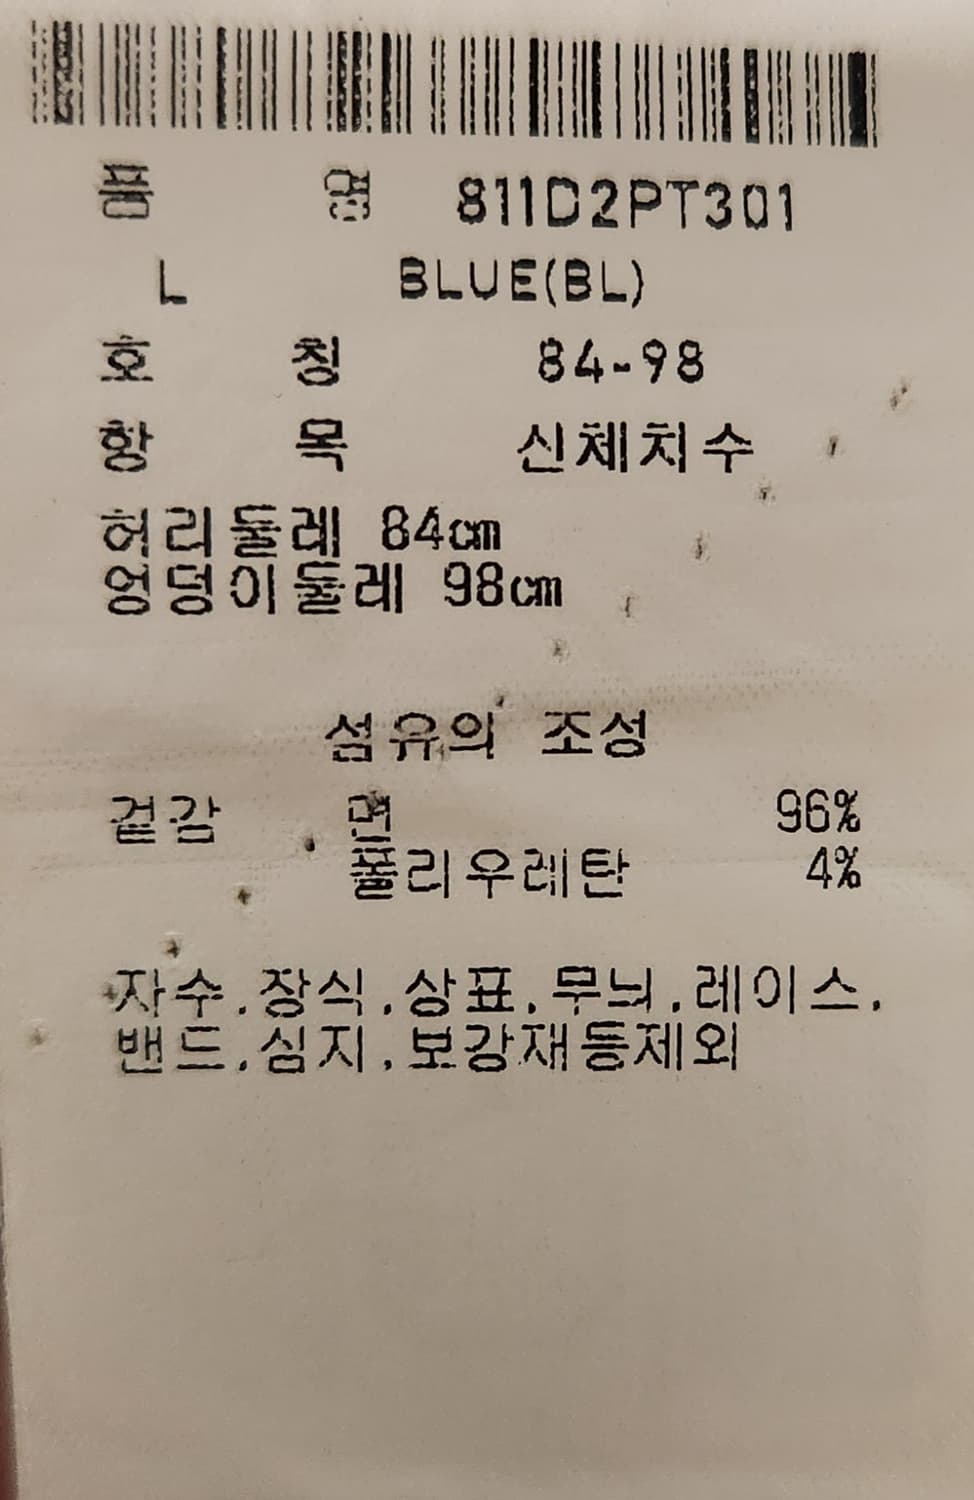 품 명 811D2PT301
L BLUE(BL)
호 칭 84-98
항 목 신체치수
허리둘레 84㎝
엉덩이둘레 98㎝
섬유의 조성
겉감 면 96%
폴리우레탄 4%
자수.장식.상표.무늬.레이스.
밴드.심지.보강재등제외